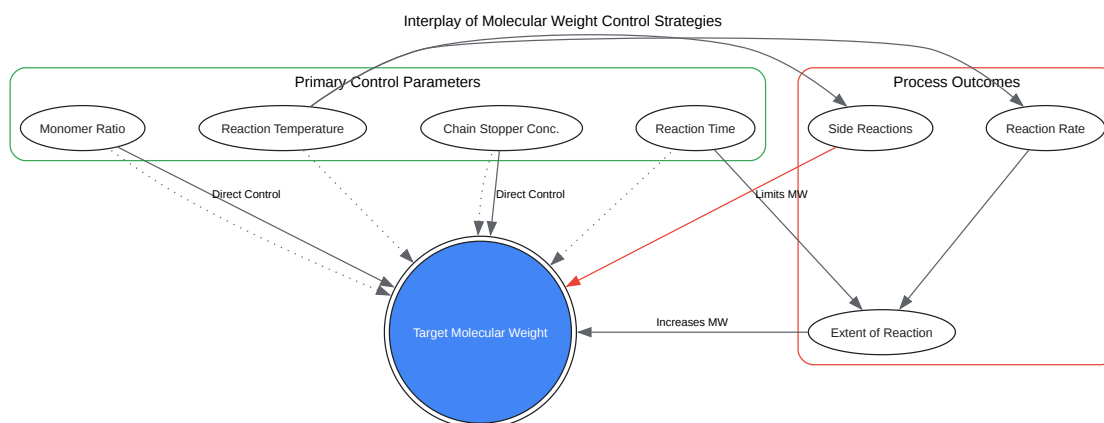 Interplay of Molecular Weight Control Strategies
Primary Control Parameters
Process Outcomes
Monomer Ratio
Reaction Temperature
Chain Stopper Conc.
Reaction Time
Side Reactions
Reaction Rate
Direct Control
Direct Control
Limits MW
Increases MW
Target Molecular Weight
Extent of Reaction